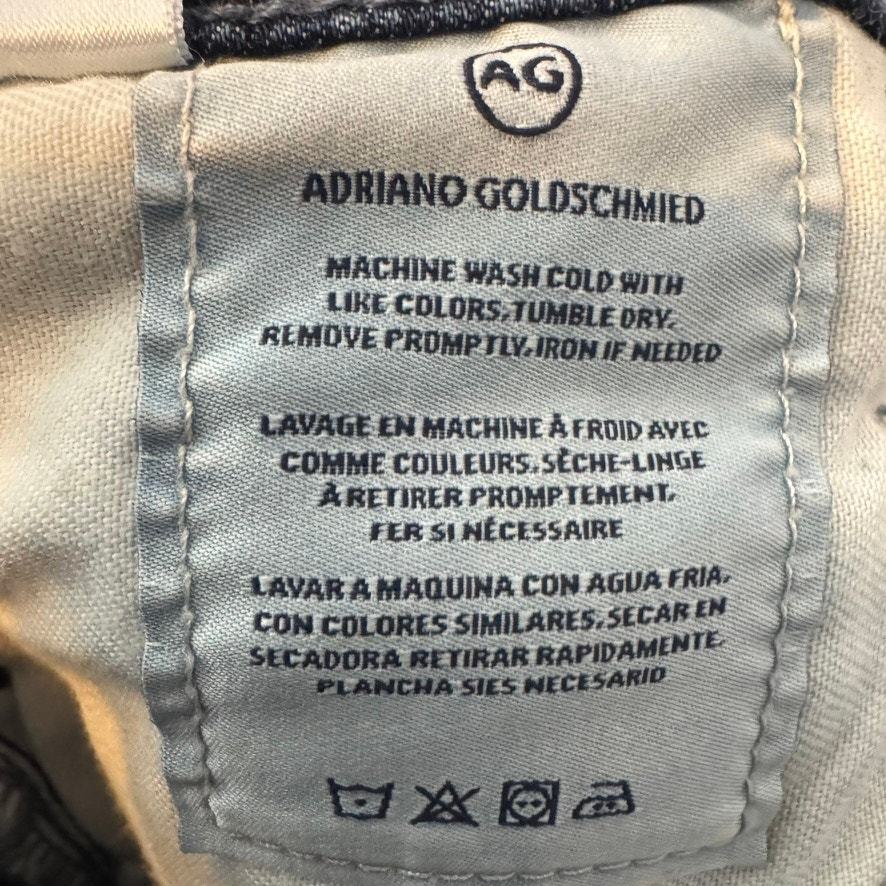 AG
ADRIANO GOLDSCHMIED
MACHINE WASH COLD WITH
LIKE COLORS, TUMBLE DRY.
REMOVE PROMPTLY, IRON IF NEEDED
LAVAGE EN MACHINE À FROID AVEC
COMME COULEURS, SÈCHE-LINGE
À RETIRER PROMPTEMENT,
FER SI NÉCESSAIRE
LAVAR A MAQUINA CON AGUA FRIA,
CON COLORES SIMILARES, SECAR EN
SECADORA RETIRAR RAPIDAMENTE.
PLANCHA SIES NECESARIO